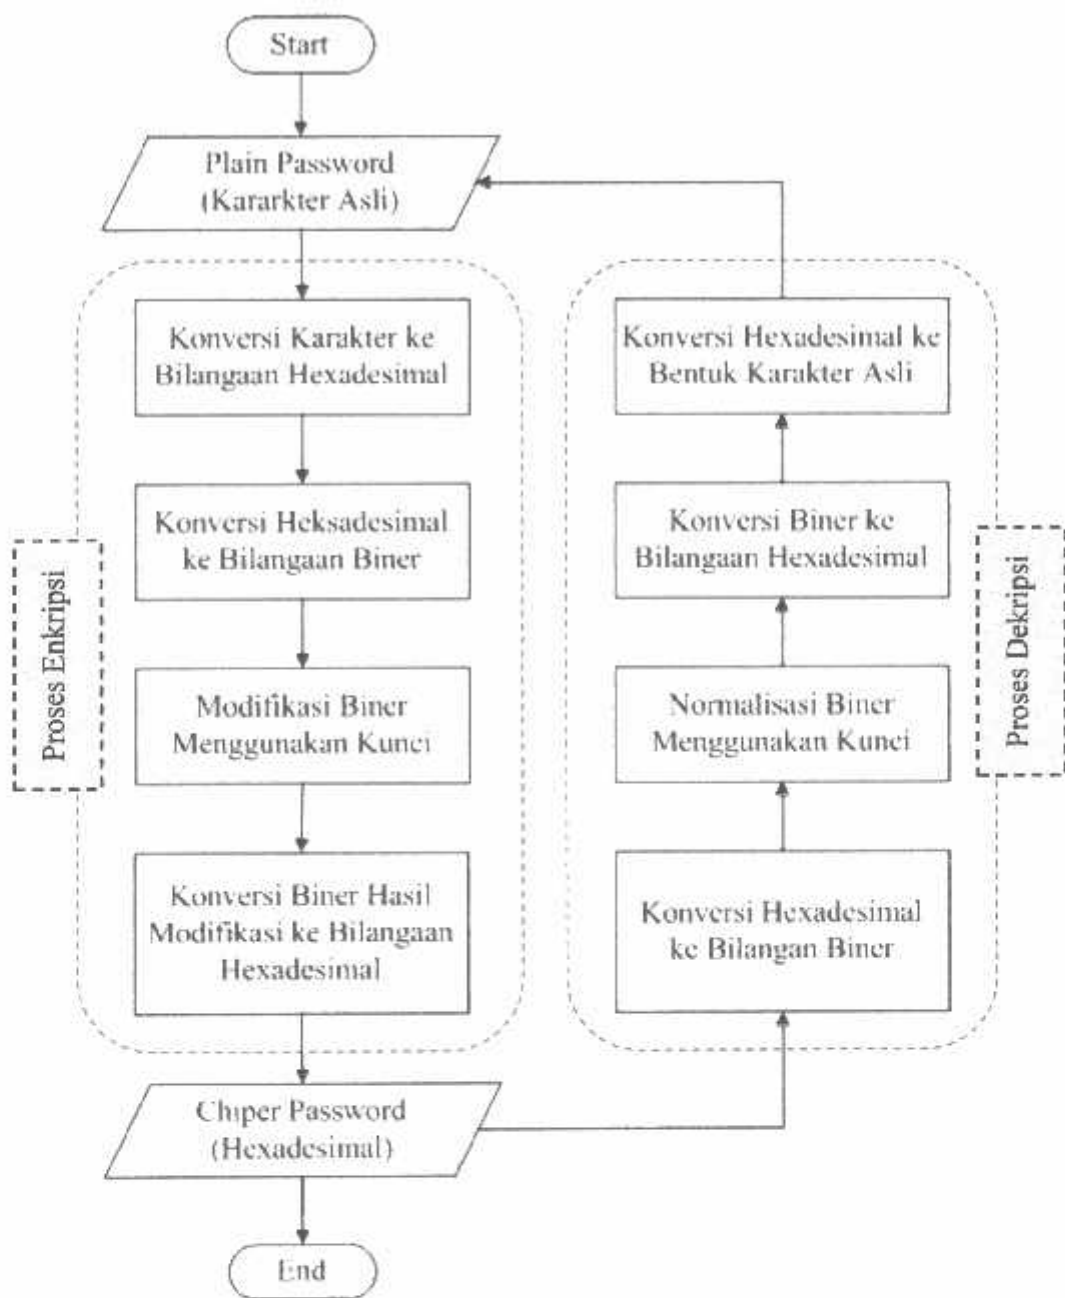 Start
Plain Password
(Kararkter Asli)
Konversi Karakter ke
Bilangaan Hexadesimal
Konversi Heksadesimal
ke Bilangaan Biner
Modifikasi Biner
Menggunakan Kunci
Konversi Biner Hasil
Modifikasi ke Bilangaan
Hexadesimal
Proses Enkripsi
Chiper Password
(Hexadesimal)
End
Konversi Hexadesimal ke
Bentuk Karakter Asli
Konversi Biner ke
Bilangaan Hexadesimal
Normalisasi Biner
Menggunakan Kunci
Konversi Hexadesimal
ke Bilangan Biner
Proses Dekripsi